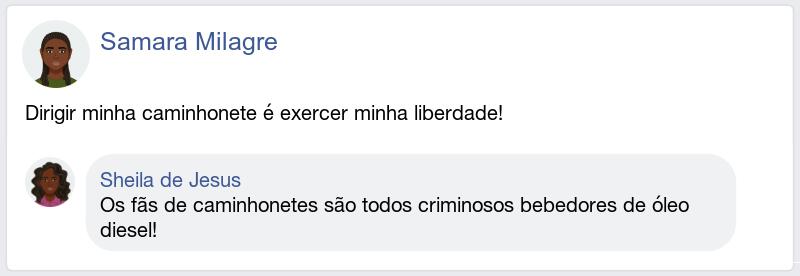 Samara Milagre
Dirigir minha caminhonete é exercer minha liberdade!
Sheila de Jesus
Os fãs de caminhonetes são todos criminosos bebedores de óleo
diesel!